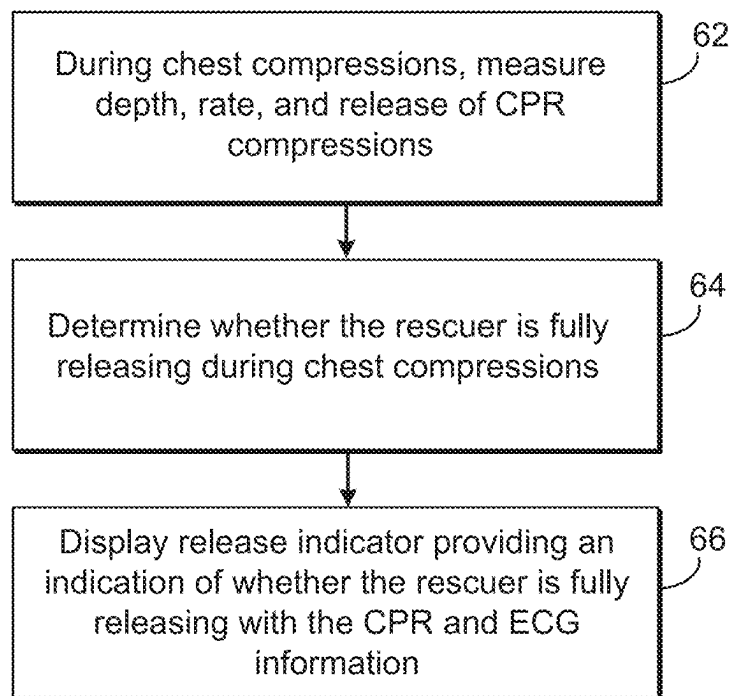 During chest compressions, measure
depth, rate, and release of CPR
compressions
62
Determine whether the rescuer is fully
releasing during chest compressions
64
Display release indicator providing an
indication of whether the rescuer is fully
releasing with the CPR and ECG
information
66